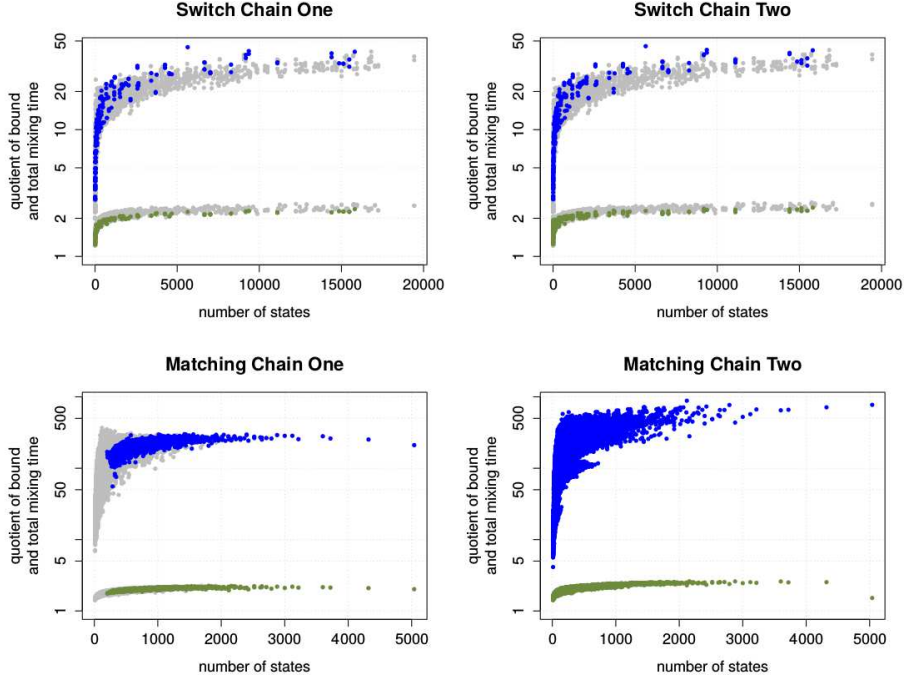 Switch Chain One
quotient of bound
and total mixing time
50
20
10
5
2
1
0 5000 10000 15000 20000
number of states
Switch Chain Two
quotient of bound
and total mixing time
50
20
10
5
2
1
0 5000 10000 15000 20000
number of states
Matching Chain One
quotient of bound
and total mixing time
500
50
5
1
0 1000 2000 3000 4000 5000
number of states
Matching Chain Two
quotient of bound
and total mixing time
500
50
5
1
0 1000 2000 3000 4000 5000
number of states